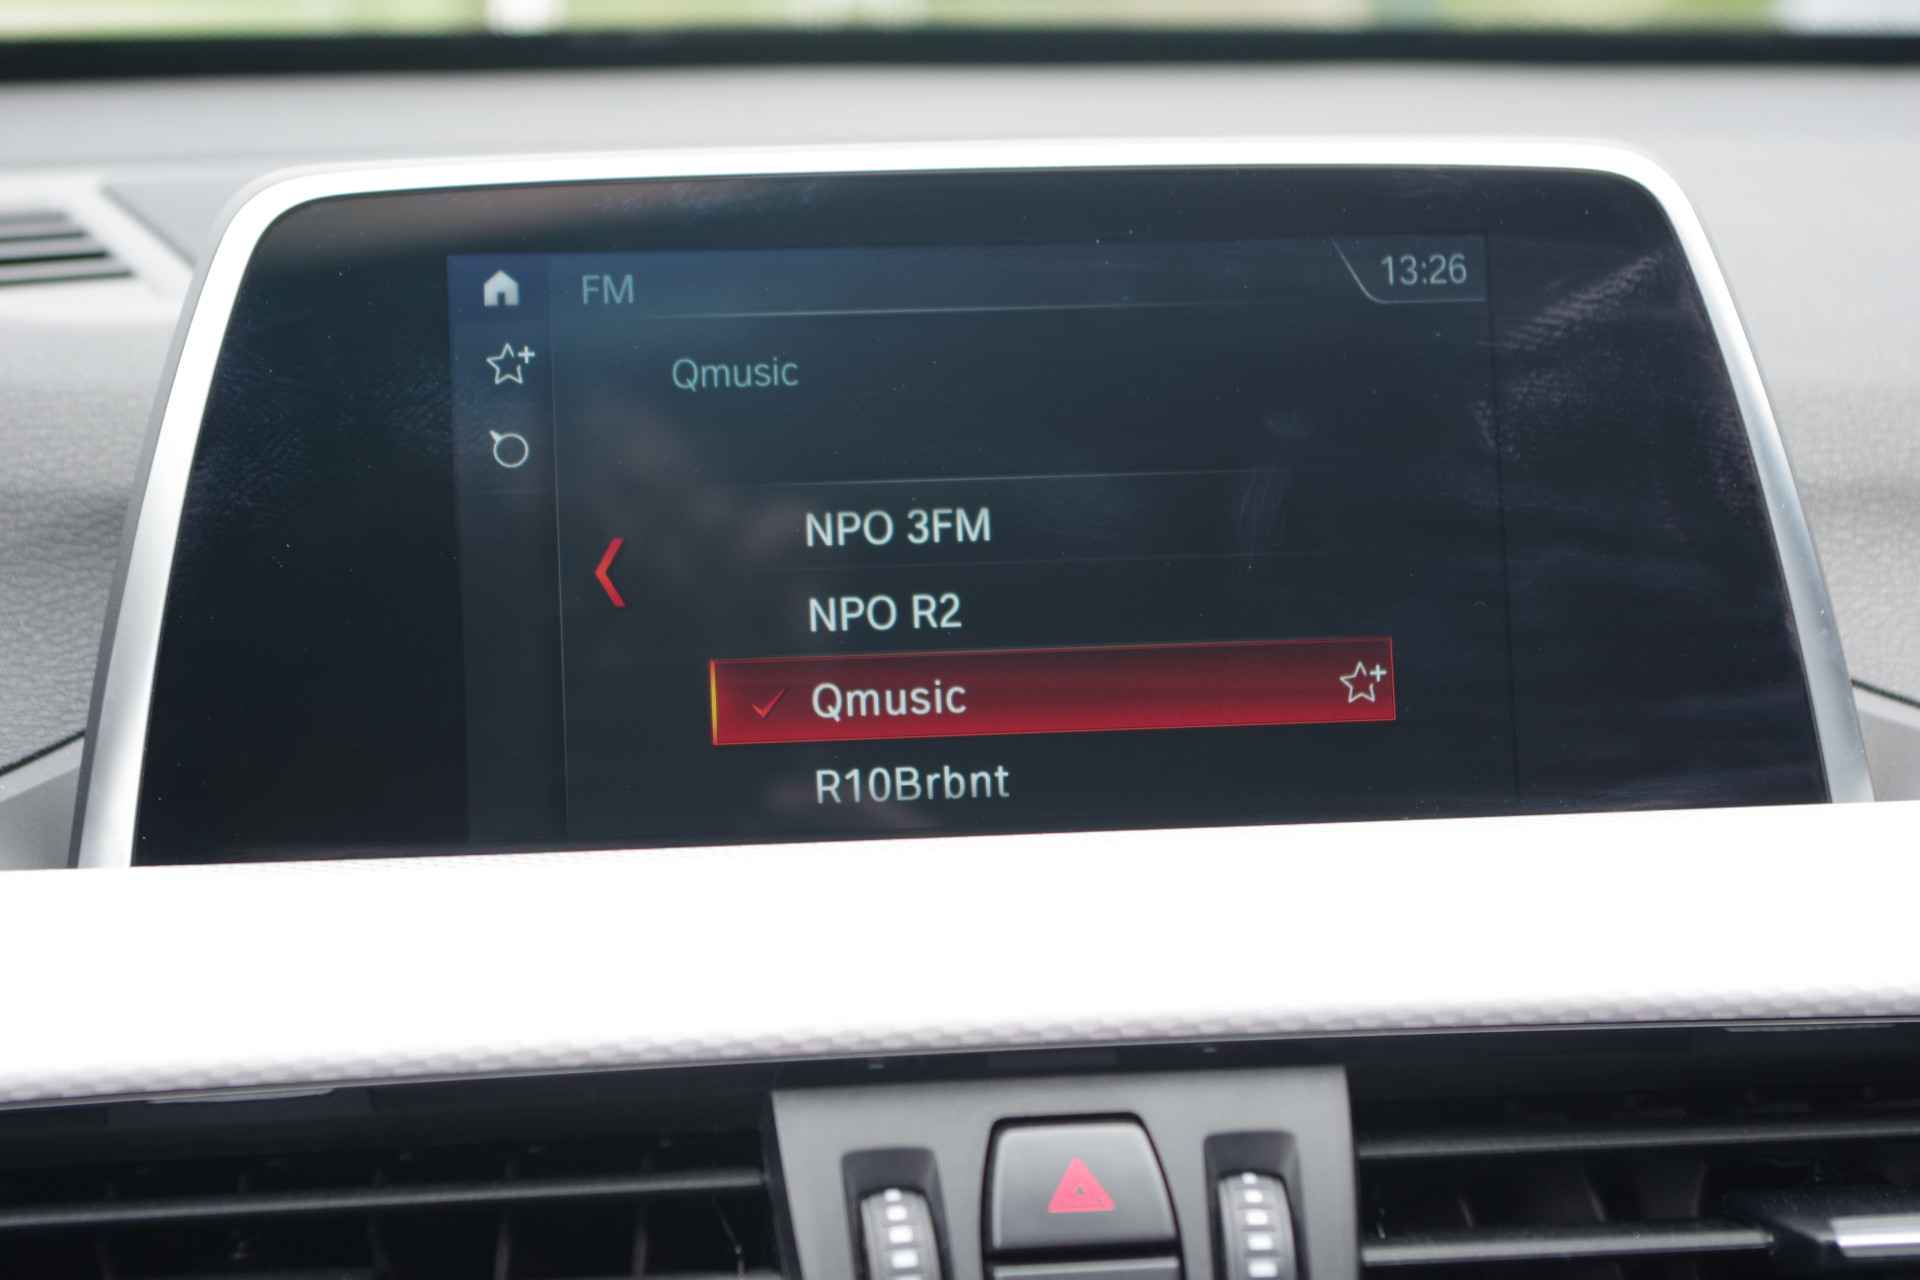 FM
13:26
Qmusic
NPO 3FM
NPO R2
Qmusic
R10Brbnt